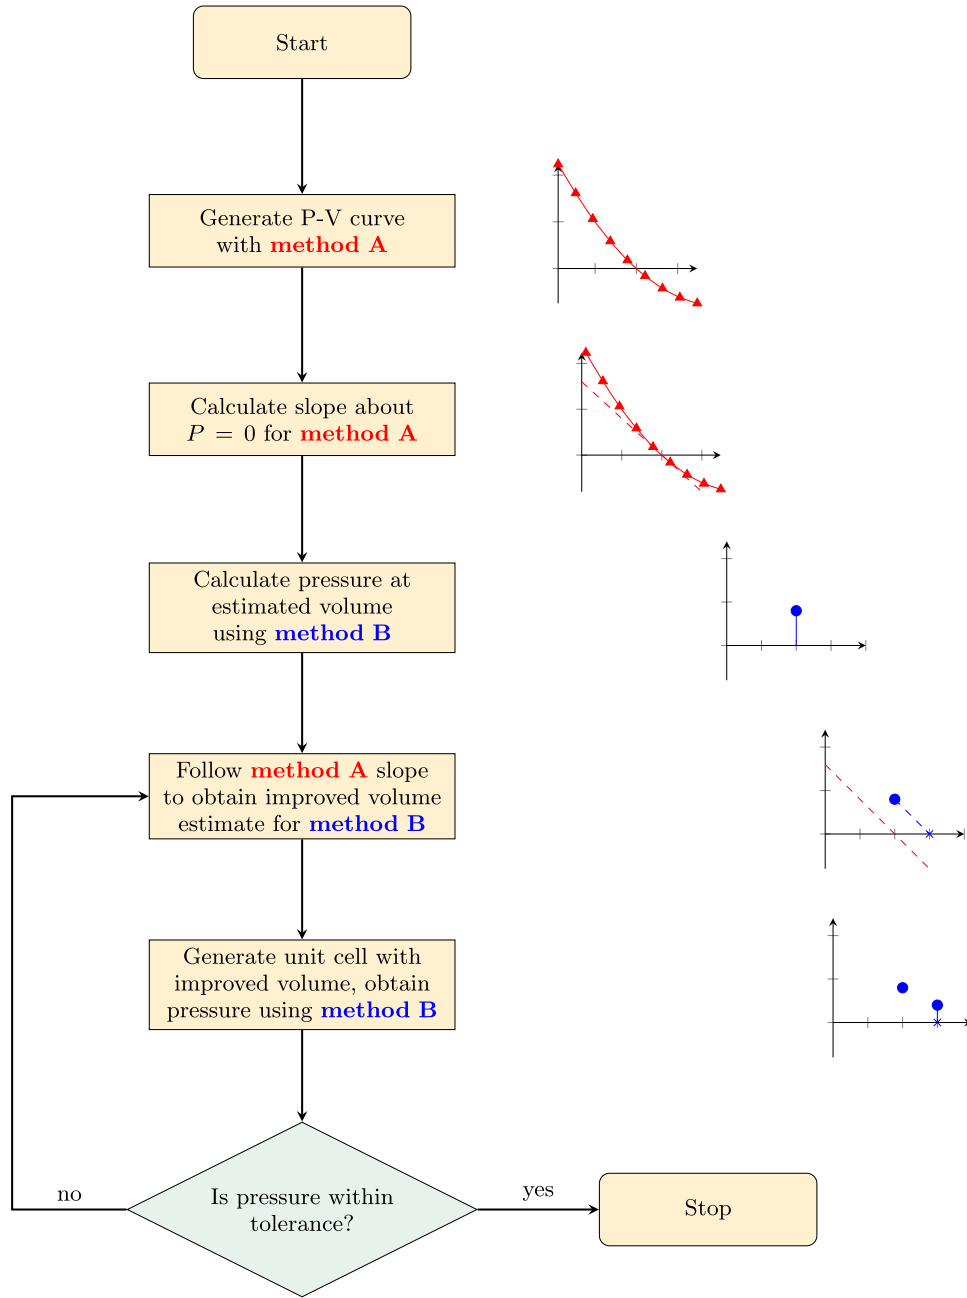 Start
Generate P-V curve
with method A
Calculate slope about
P = 0 for method A
Calculate pressure at
estimated volume
using method B
Follow method A slope
to obtain improved volume
estimate for method B
Generate unit cell with
improved volume, obtain
pressure using method B
no
Is pressure within
tolerance?
yes
Stop